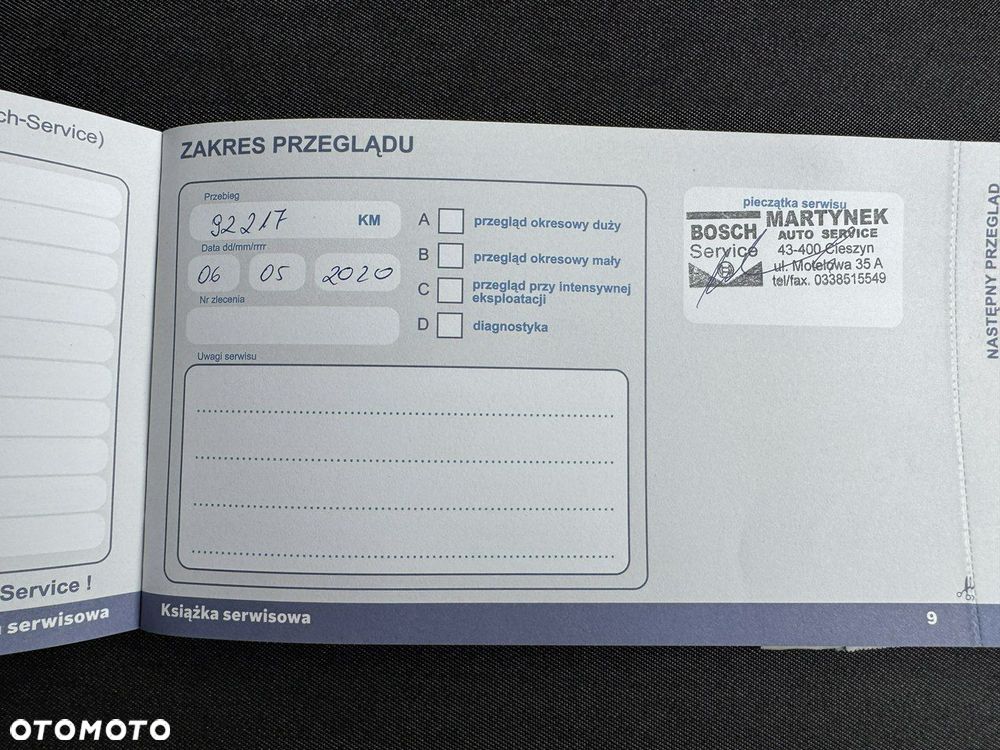 ch-Service)
Service !
serwisowa
ZAKRES PRZEGLĄDU
Przebieg
92217 KM
Data dd/mm/rrrr
06 05 2020
Nr zlecenia
A przegląd okresowy duży
B przegląd okresowy mały
C przegląd przy intensywnej
eksploatacji
D diagnostyka
Uwagi serwisu
pieczątka serwisu
BOSCH
Service
MARTYNEK
AUTO SERVICE
43-400 Cieszyn
ul. Motelowa 35 A
tel/fax. 0338515549
NASTĘPNY PRZEGLĄD
Książka serwisowa
9
OTOMOTO